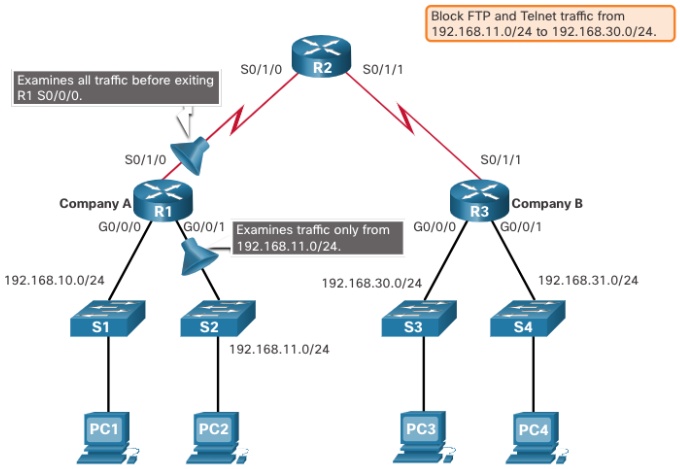 Block FTP and Telnet traffic from
192.168.11.0/24 to 192.168.30.0/24.
R2
S0/1/0
S0/1/1
Examines all traffic before exiting
R1 S0/0/0.
S0/1/0
S0/1/1
Company A
R1
R3
Company B
G0/0/0
G0/0/1
G0/0/0
G0/0/1
Examines traffic only from
192.168.11.0/24.
192.168.10.0/24
192.168.30.0/24
192.168.31.0/24
S1
S2
S3
S4
192.168.11.0/24
PC1
PC2
PC3
PC4